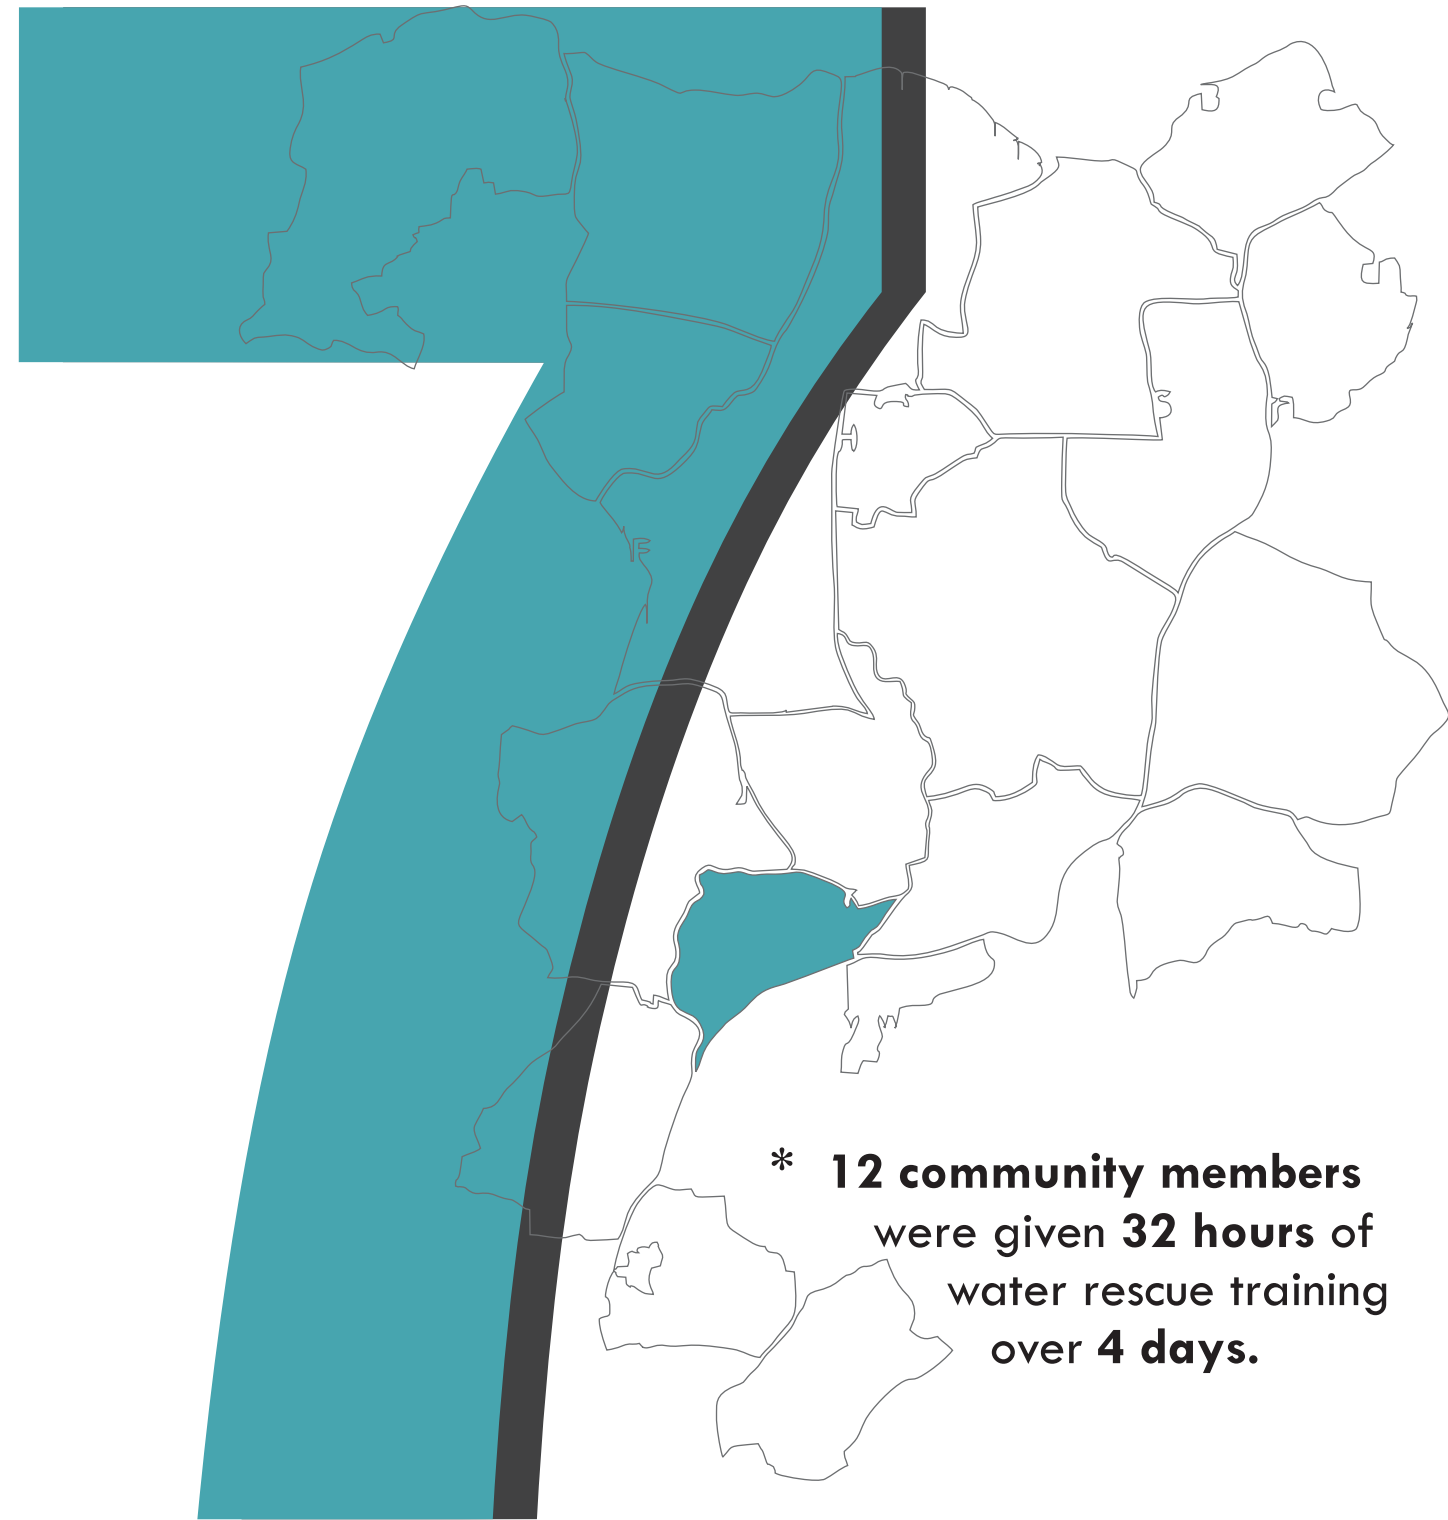 7
* 12 community members
were given 32 hours of
water rescue training
over 4 days.